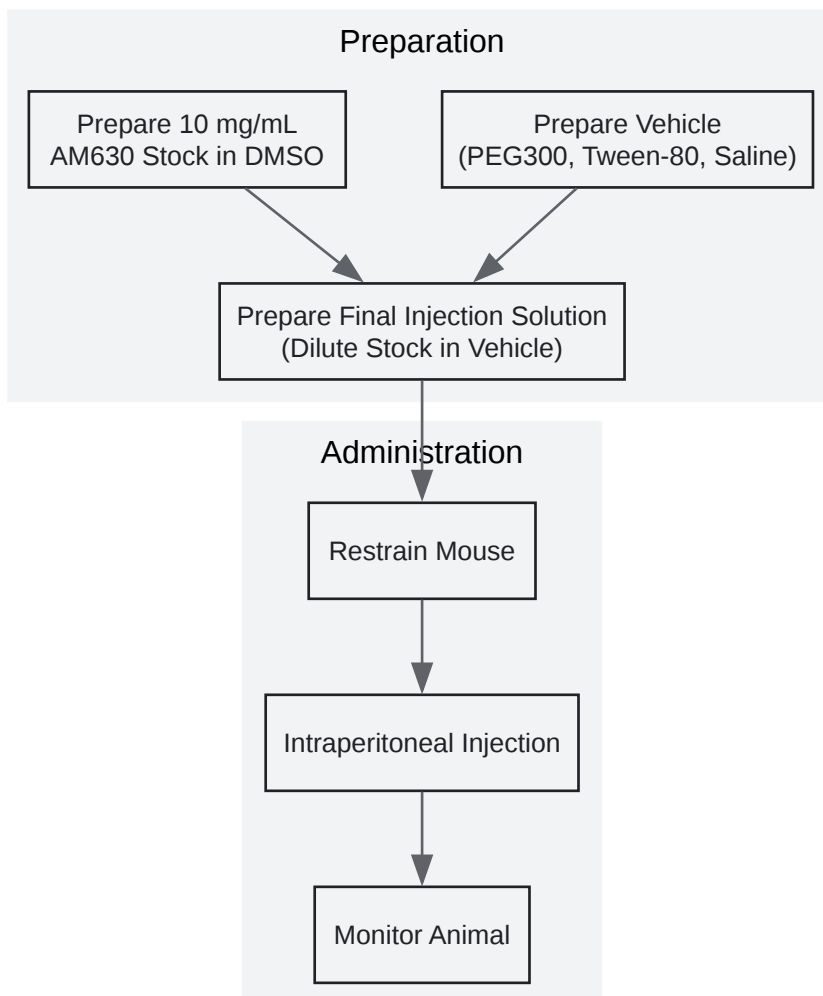 Preparation
Prepare 10 mg/mL
AM630 Stock in DMSO
Prepare Vehicle
(PEG300, Tween-80, Saline)
Prepare Final Injection Solution
(Dilute Stock in Vehicle)
Administration
Restrain Mouse
Intraperitoneal Injection
Monitor Animal